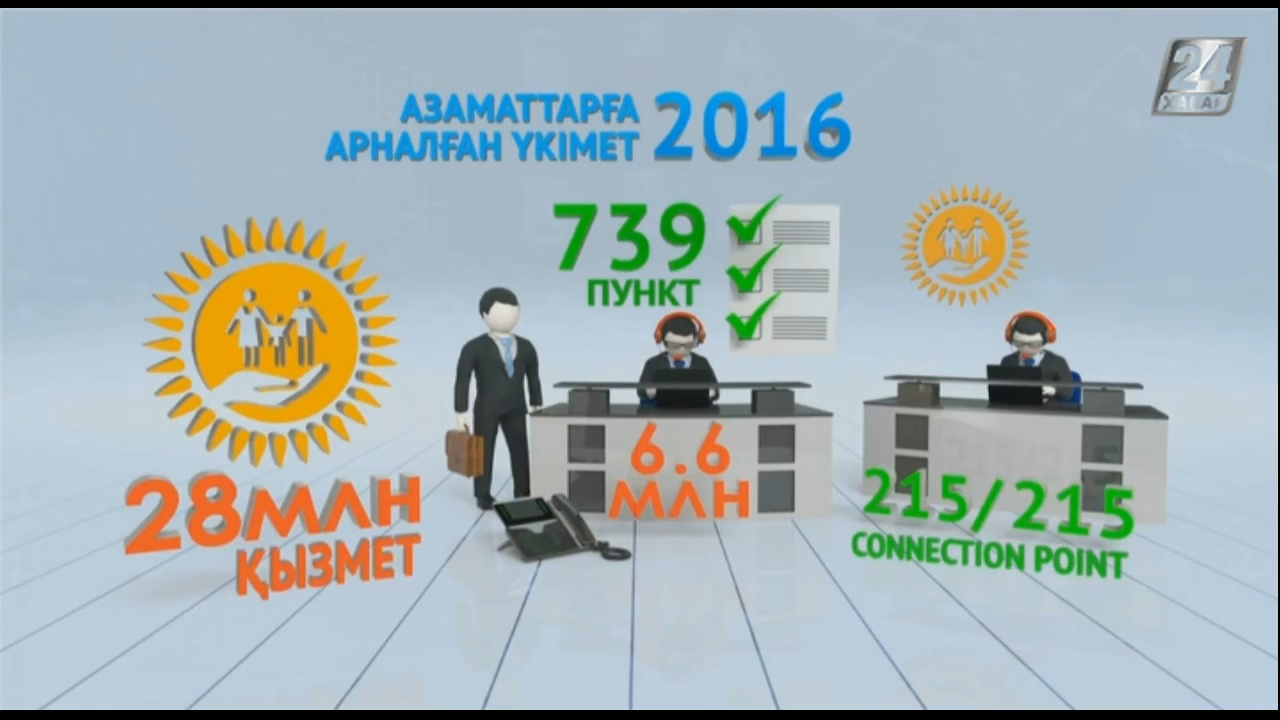 24
ХАБАР
АЗАМАТТАРҒА
АРНАЛҒАН ҮКІМЕТ
2016
739
ПУНКТ
28МЛН
ҚЫЗМЕТ
6.6
МЛН
215/215
CONNECTION POINT